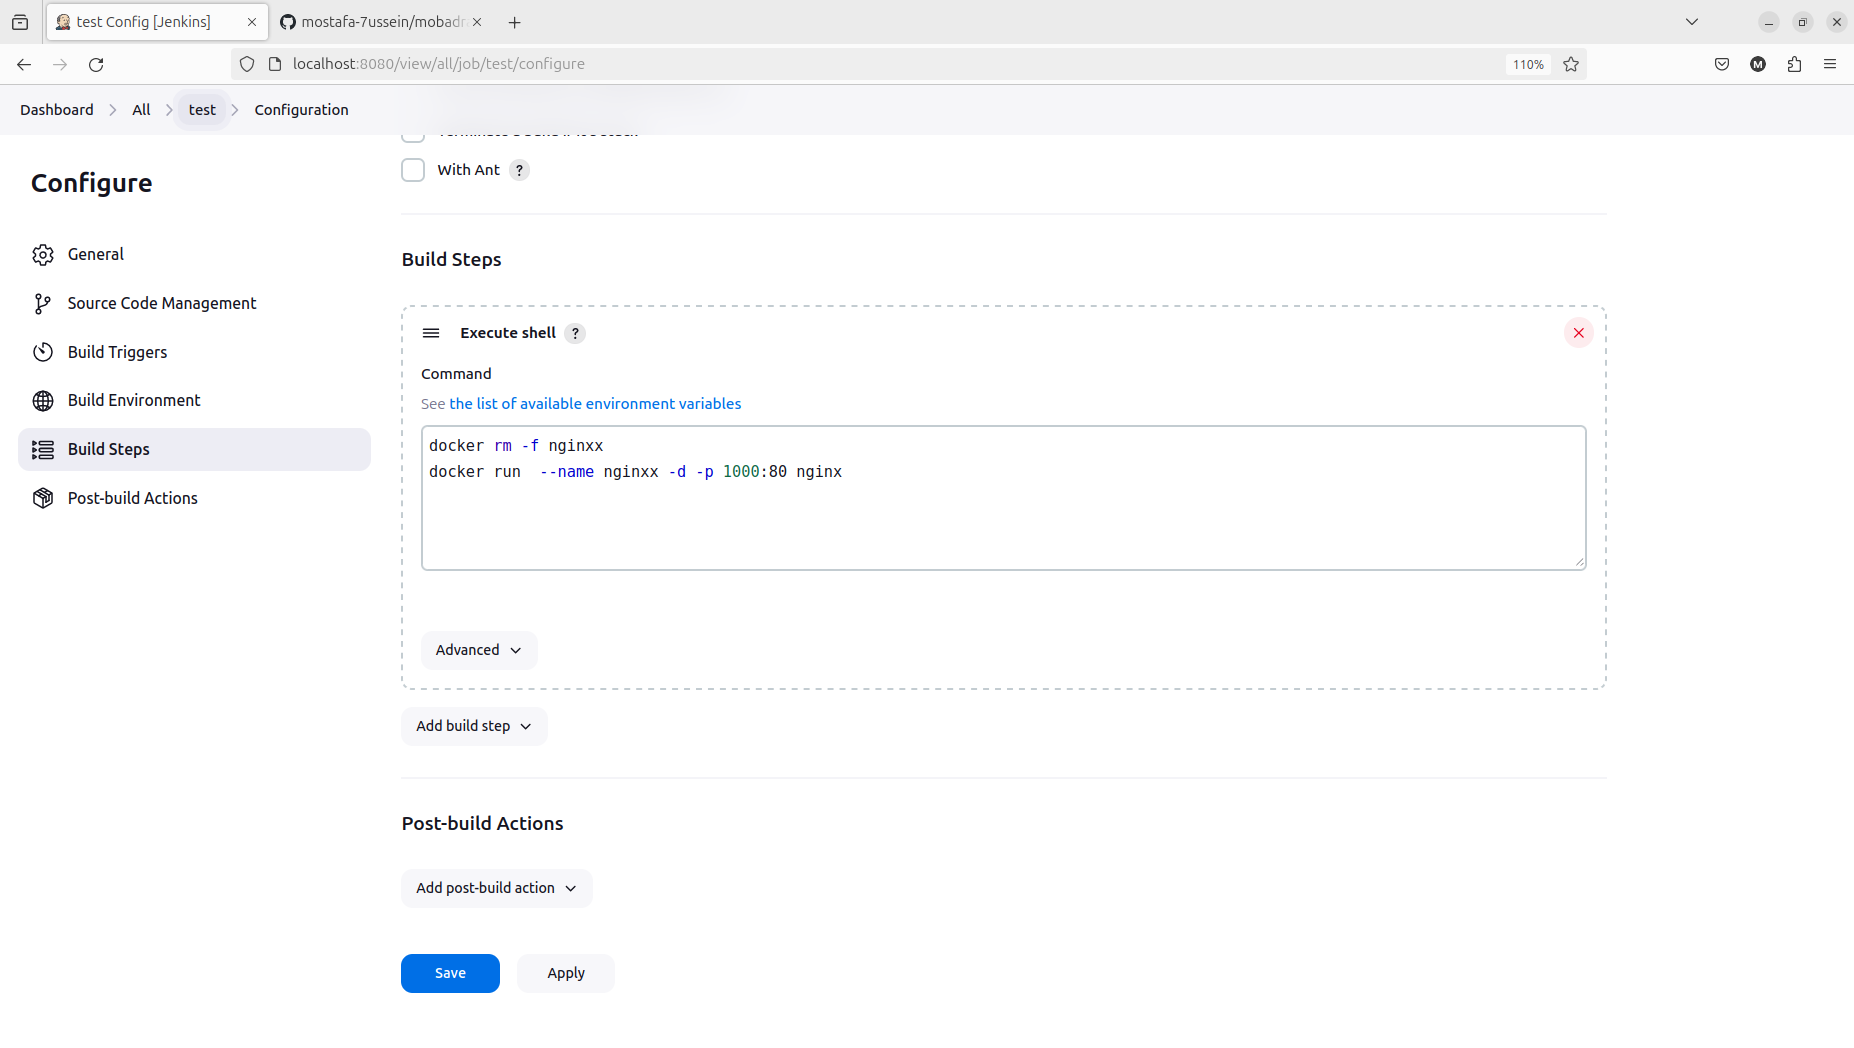 test Config [Jenkins]
mostafa-7ussein/mobadr
localhost:8080/view/all/job/test/configure
110%
M
Dashboard
All
test
Configuration
With Ant ?
Configure
General
Source Code Management
Build Triggers
Build Environment
Build Steps
Post-build Actions
Build Steps
Execute shell ?
Command
See the list of available environment variables
docker rm -f nginxx
docker run  --name nginxx -d -p 1000:80 nginx
Advanced
Add build step
Post-build Actions
Add post-build action
Save
Apply